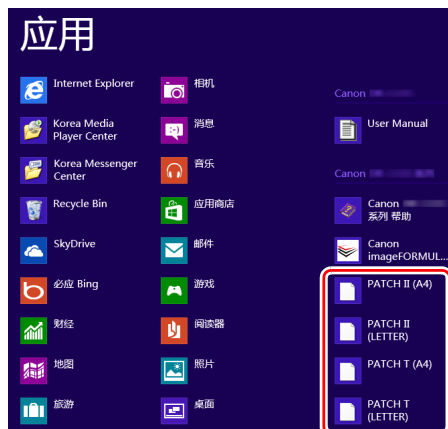 应用
Internet Explorer
Korea Media
Player Center
Korea Messenger
Center
Recycle Bin
SkyDrive
必应 Bing
财经
地图
旅游
相机
消息
音乐
应用商店
邮件
游戏
阅读器
照片
桌面
Canon
User Manual
Canon
Canon
系列 帮助
Canon
imageFORMUL...
PATCH II (A4)
PATCH II
(LETTER)
PATCH T (A4)
PATCH T
(LETTER)